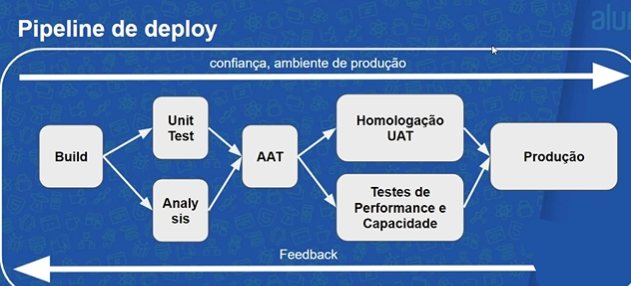 Pipeline de deploy
alu
confiança, ambiente de produção
Build
Unit
Test
Analy
sis
AAT
Homologação
UAT
Testes de
Performance e
Capacidade
Produção
Feedback